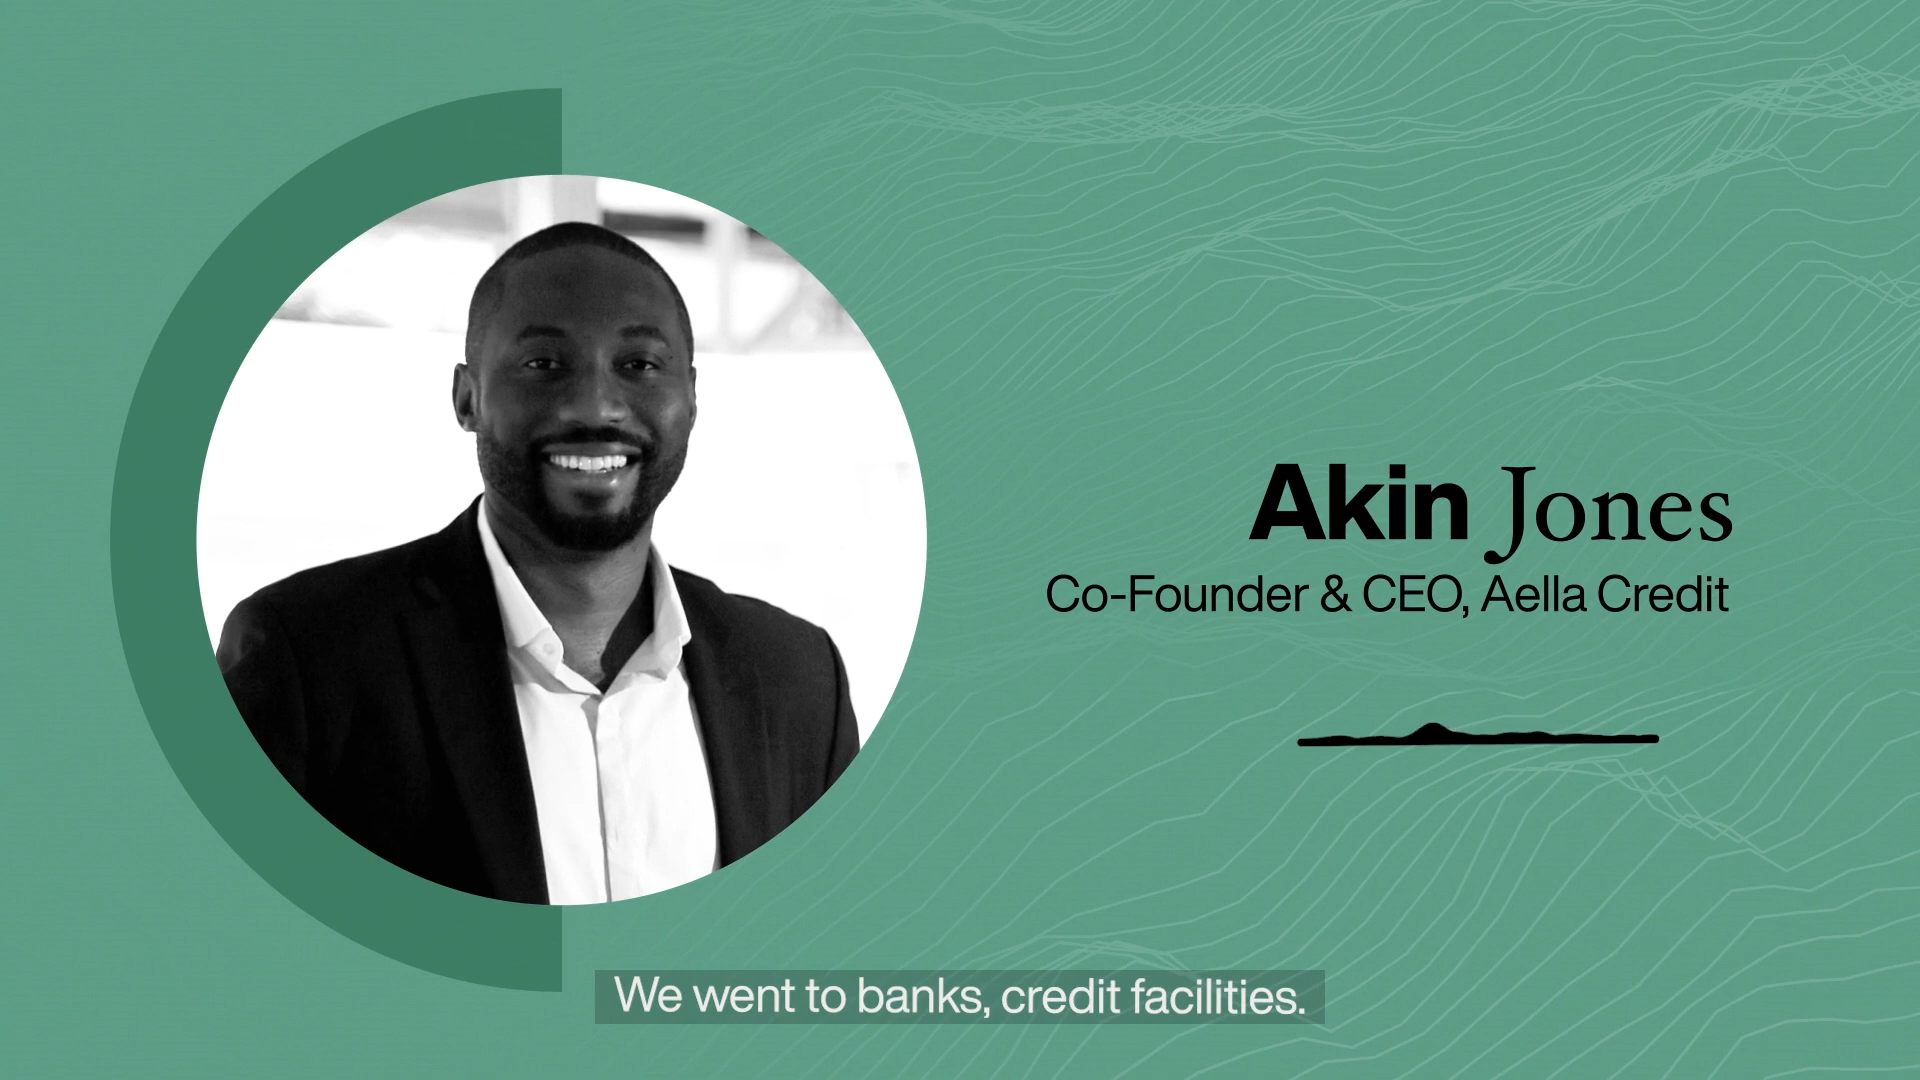 Akin Jones
Co-Founder & CEO, Aella Credit
We went to banks, credit facilities.